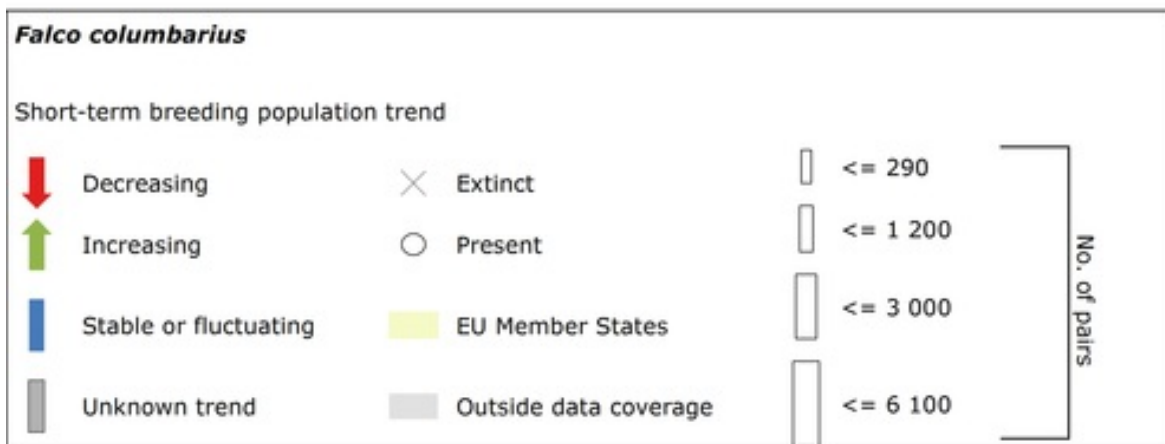 Falco columbarius
Short-term breeding population trend
Decreasing
Increasing
Stable or fluctuating
Unknown trend
Extinct
Present
EU Member States
Outside data coverage
<= 290
<= 1 200
<= 3 000
<= 6 100
No. of pairs